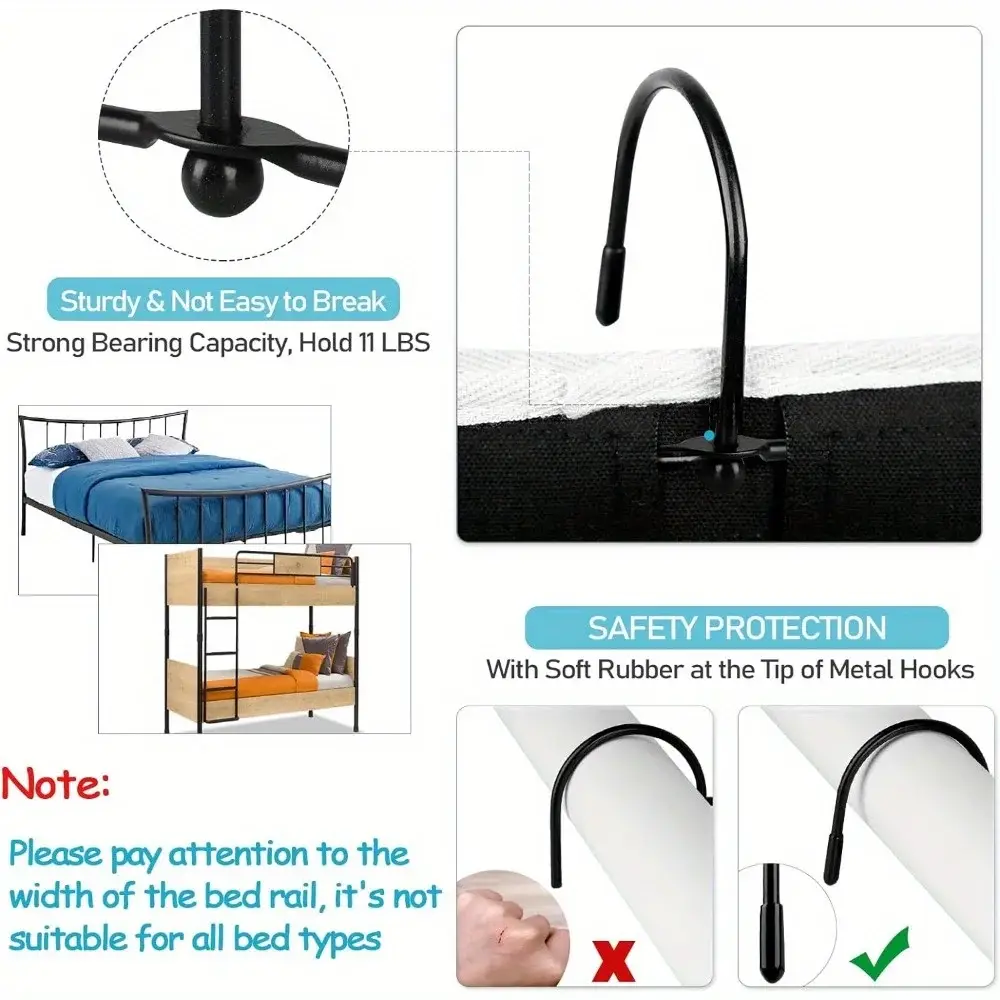 Sturdy & Not Easy to Break
Strong Bearing Capacity, Hold 11 LBS
SAFETY PROTECTION
With Soft Rubber at the Tip of Metal Hooks
Note:
Please pay attention to the
width of the bed rail, it's not
suitable for all bed types